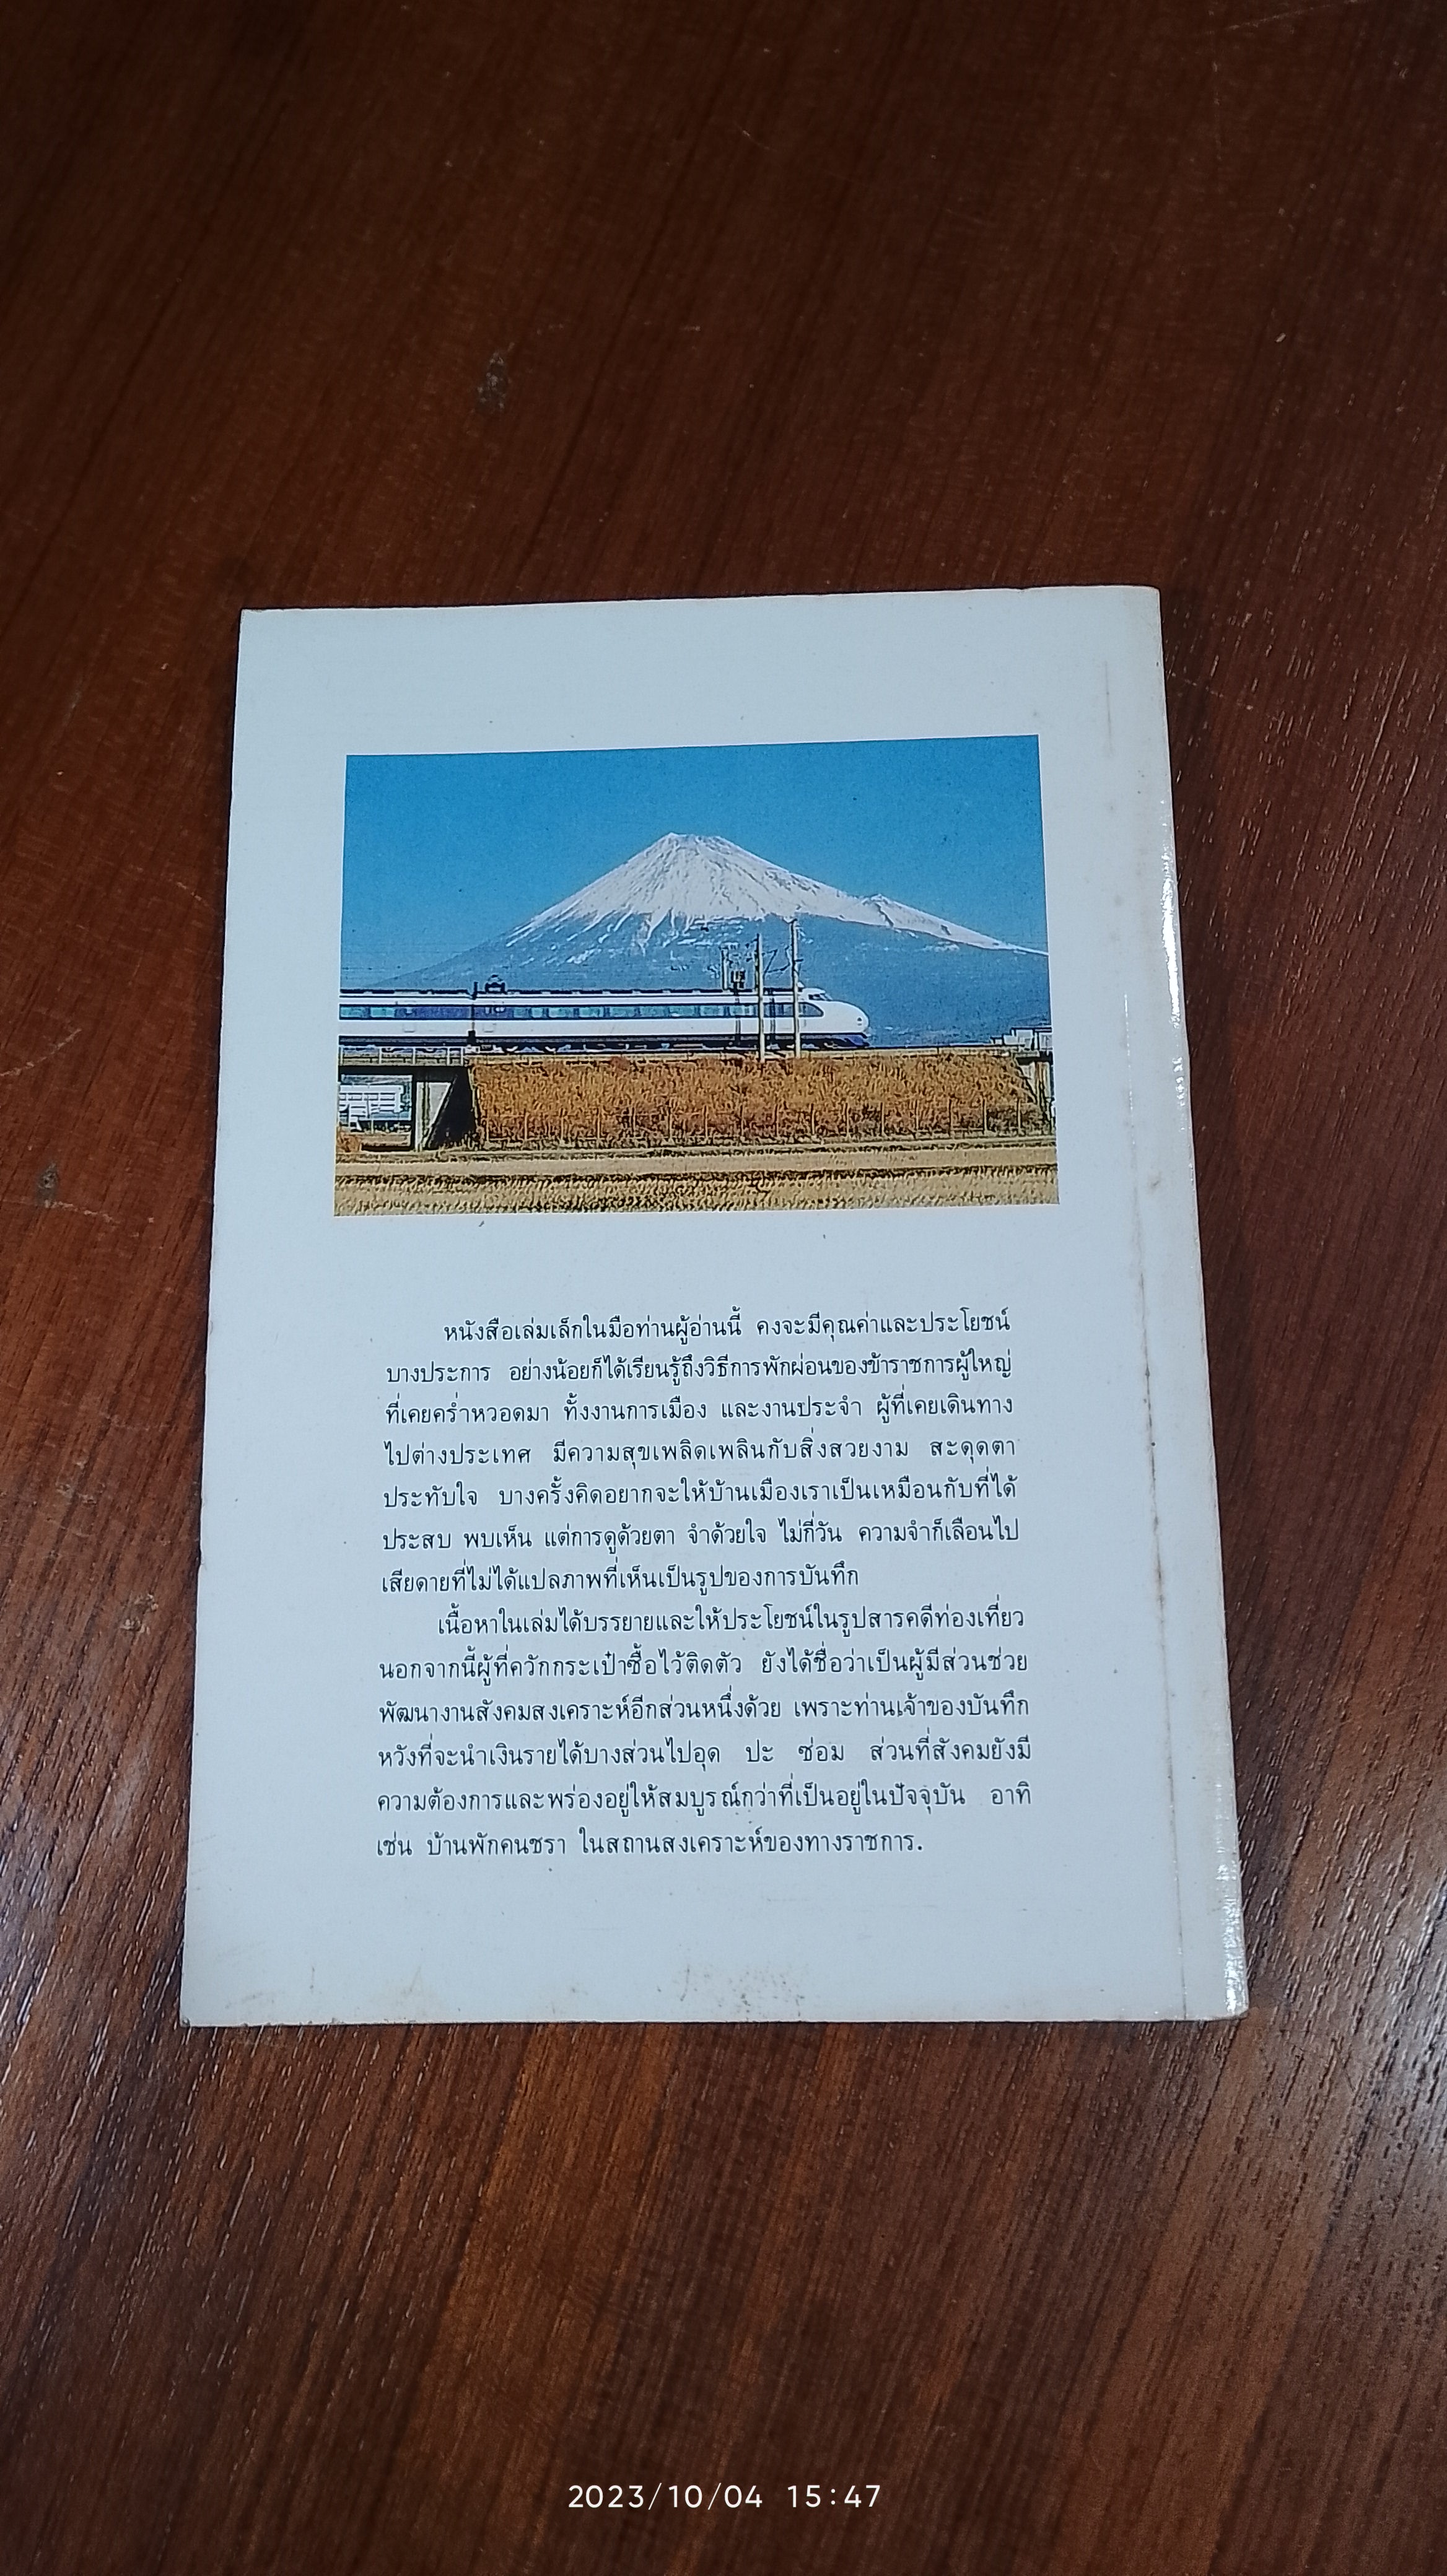 หนังสือเล่มเล็กในมือท่านผู้อ่านนี้ คงจะมีคุณค่าและประโยชน์
บางประการ อย่างน้อยก็ได้เรียนรู้ถึงวิธีการพักผ่อนของข้าราชการผู้ใหญ่
ที่เคยคร่ำหวอดมา ทั้งงานการเมือง และงานประจำ ผู้ที่เคยเดินทาง
ไปต่างประเทศ มีความสุขเพลิดเพลินกับสิ่งสวยงาม สะดุดตา
ประทับใจ บางครั้งคิดอยากจะให้บ้านเมืองเราเป็นเหมือนกับที่ได้
ประสบ พบเห็น แต่การดูด้วยตา จำด้วยใจ ไม่กี่วัน ความจำก็เลือนไป
เสียดายที่ไม่ได้แปลภาพที่เห็นเป็นรูปของการบันทึก
เนื้อหาในเล่มได้บรรยายและให้ประโยชน์ในรูปสารคดีท่องเที่ยว
นอกจากนี้ผู้ที่ควักกระเป๋าซื้อไว้ติดตัว ยังได้ชื่อว่าเป็นผู้มีส่วนช่วย
พัฒนางานสังคมสงเคราะห์อีกส่วนหนึ่งด้วย เพราะท่านเจ้าของบันทึก
หวังที่จะนำเงินรายได้บางส่วนไปอุด ปะ ซ่อม ส่วนที่สังคมยังมี
ความต้องการและพร่องอยู่ให้สมบูรณ์กว่าที่เป็นอยู่ในปัจจุบัน อาทิ
เช่น บ้านพักคนชรา ในสถานสงเคราะห์ของทางราชการ.
2023/10/04 15:47